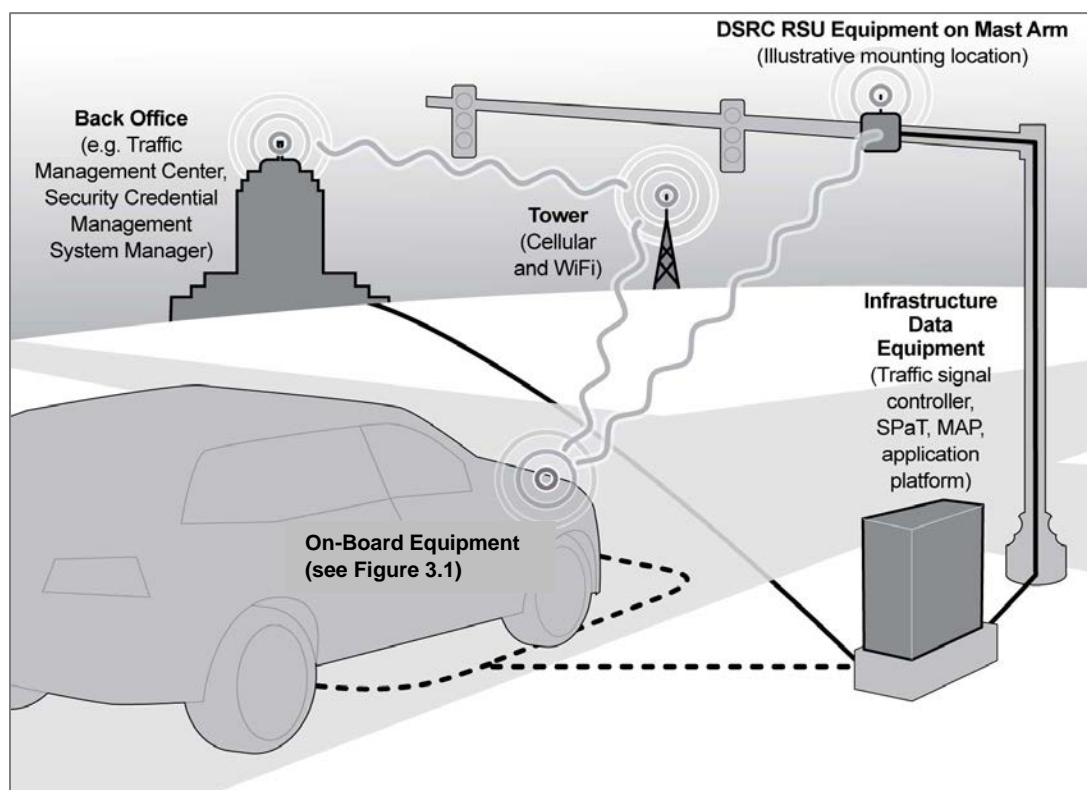 DSRC RSU Equipment on Mast Arm
(Illustrative mounting location)
Back Office
(e.g. Traffic
Management Center,
Security Credential
Management
System Manager)
Tower
(Cellular
and WiFi)
Infrastructure
Data
Equipment
(Traffic signal
controller,
SPaT, MAP,
application
platform)
On-Board Equipment
(see Figure 3.1)